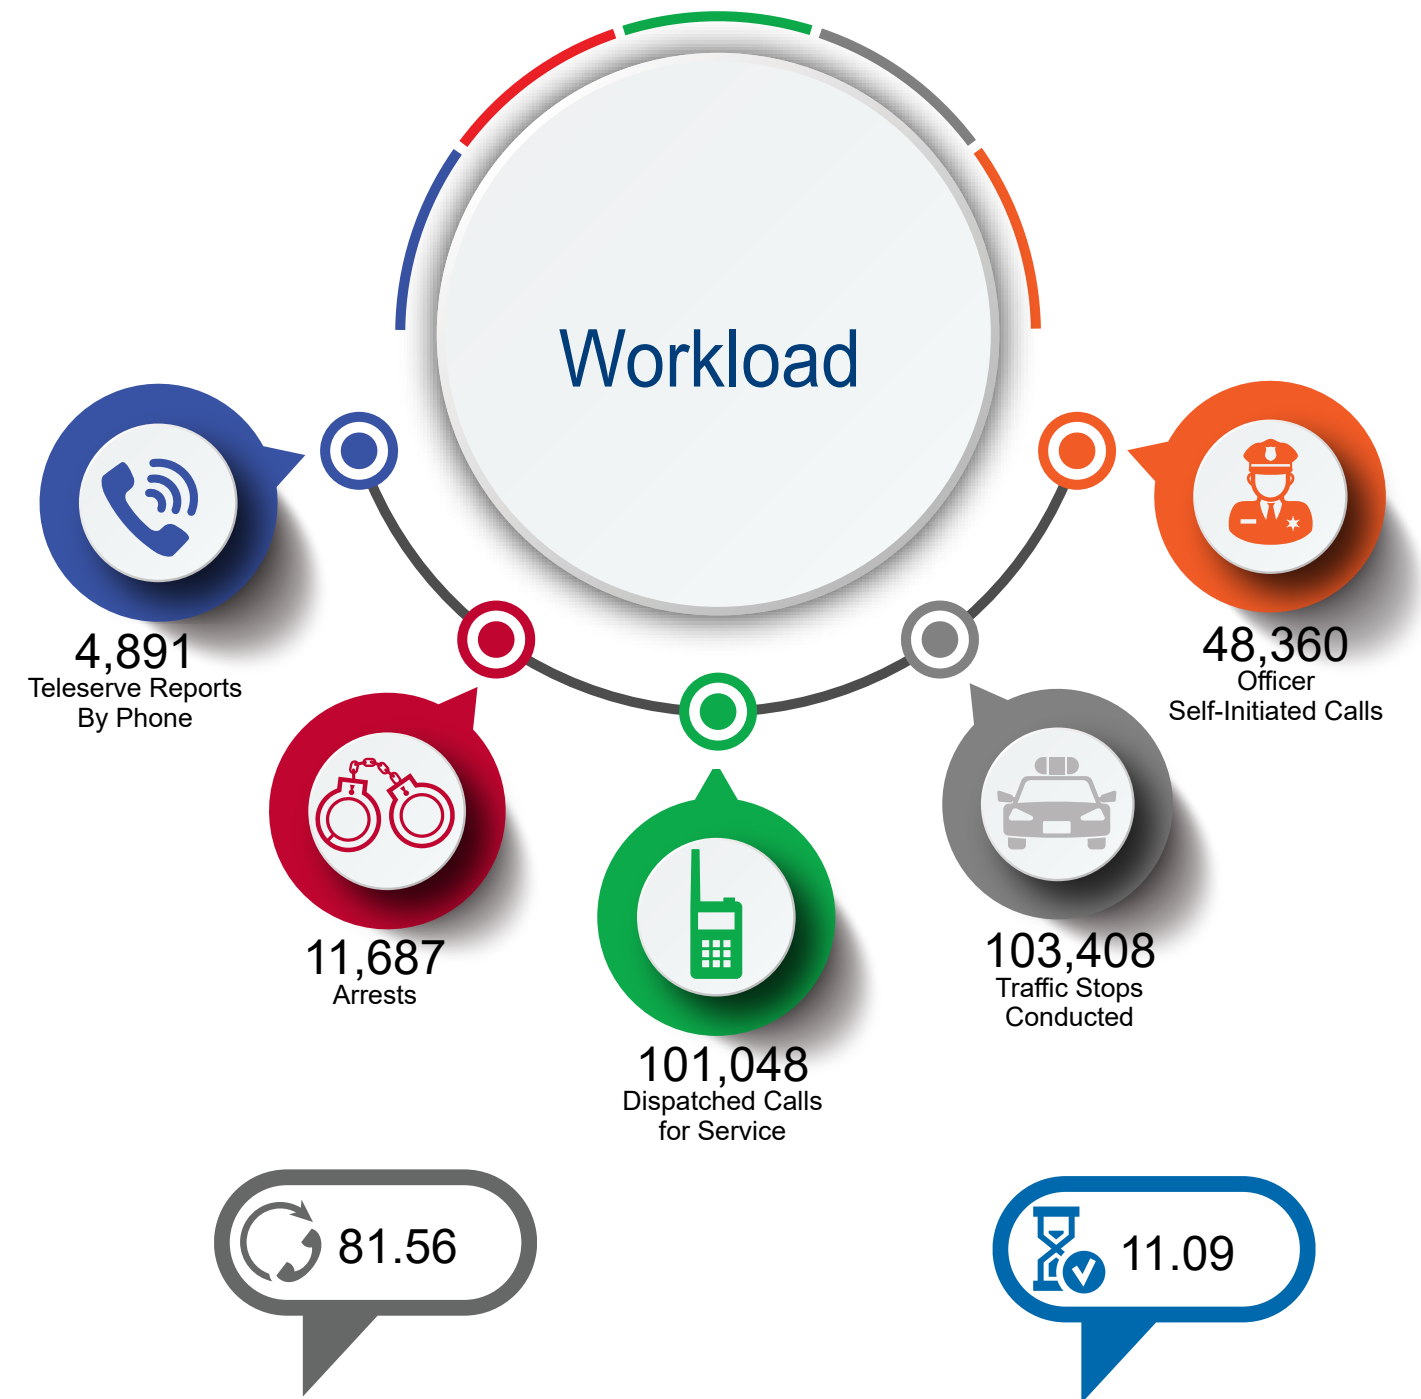 Workload
4,891
Teleserve Reports
By Phone
11,687
Arrests
101,048
Dispatched Calls
for Service
103,408
Traffic Stops
Conducted
48,360
Officer
Self-Initiated Calls
81.56
11.09